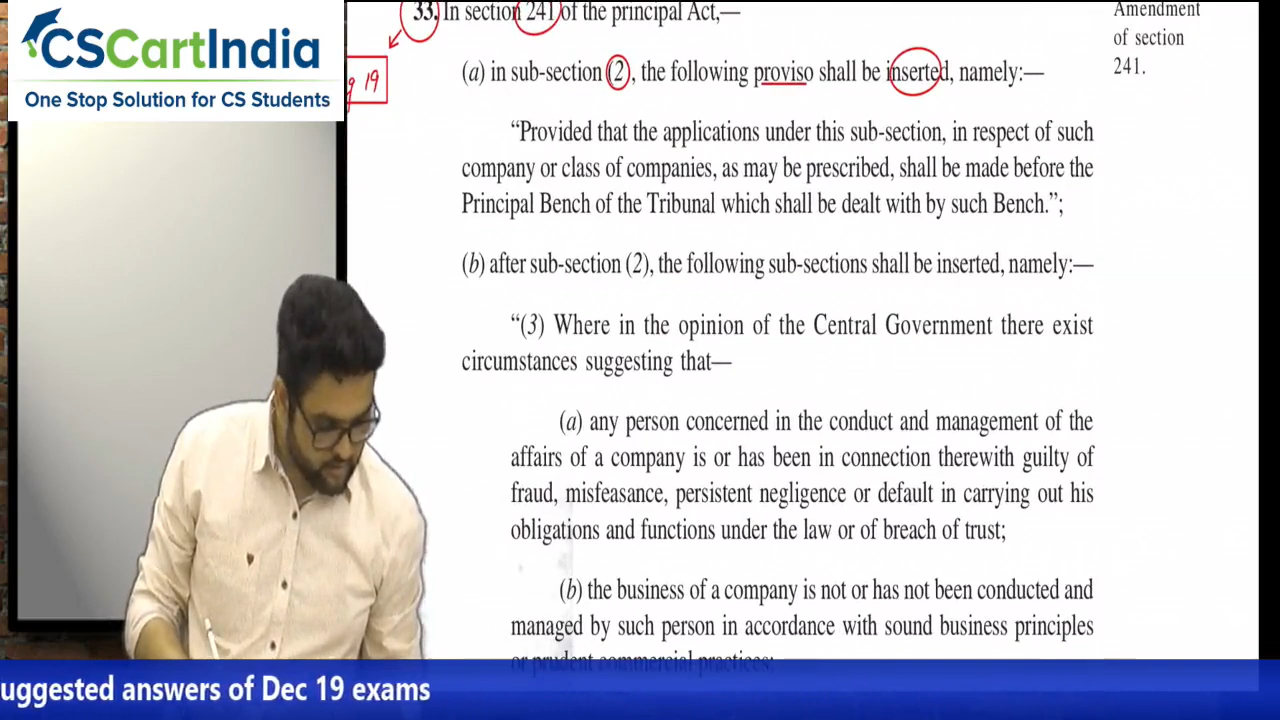 CSCartIndia
One Stop Solution for CS Students
19
33. In section 241 of the principal Act,—
(a) in sub-section (2, the following proviso shall be inserted, namely:—
“Provided that the applications under this sub-section, in respect of such
company or class of companies, as may be prescribed, shall be made before the
Principal Bench of the Tribunal which shall be dealt with by such Bench.”;
(b) after sub-section (2), the following sub-sections shall be inserted, namely:—
“(3) Where in the opinion of the Central Government there exist
circumstances suggesting that—
(a) any person concerned in the conduct and management of the
affairs of a company is or has been in connection therewith guilty of
fraud, misfeasance, persistent negligence or default in carrying out his
obligations and functions under the law or of breach of trust;
(b) the business of a company is not or has not been conducted and
managed by such person in accordance with sound business principles
or prudent commercial practices;
Amendment
of section
241.
uggested answers of Dec 19 exams